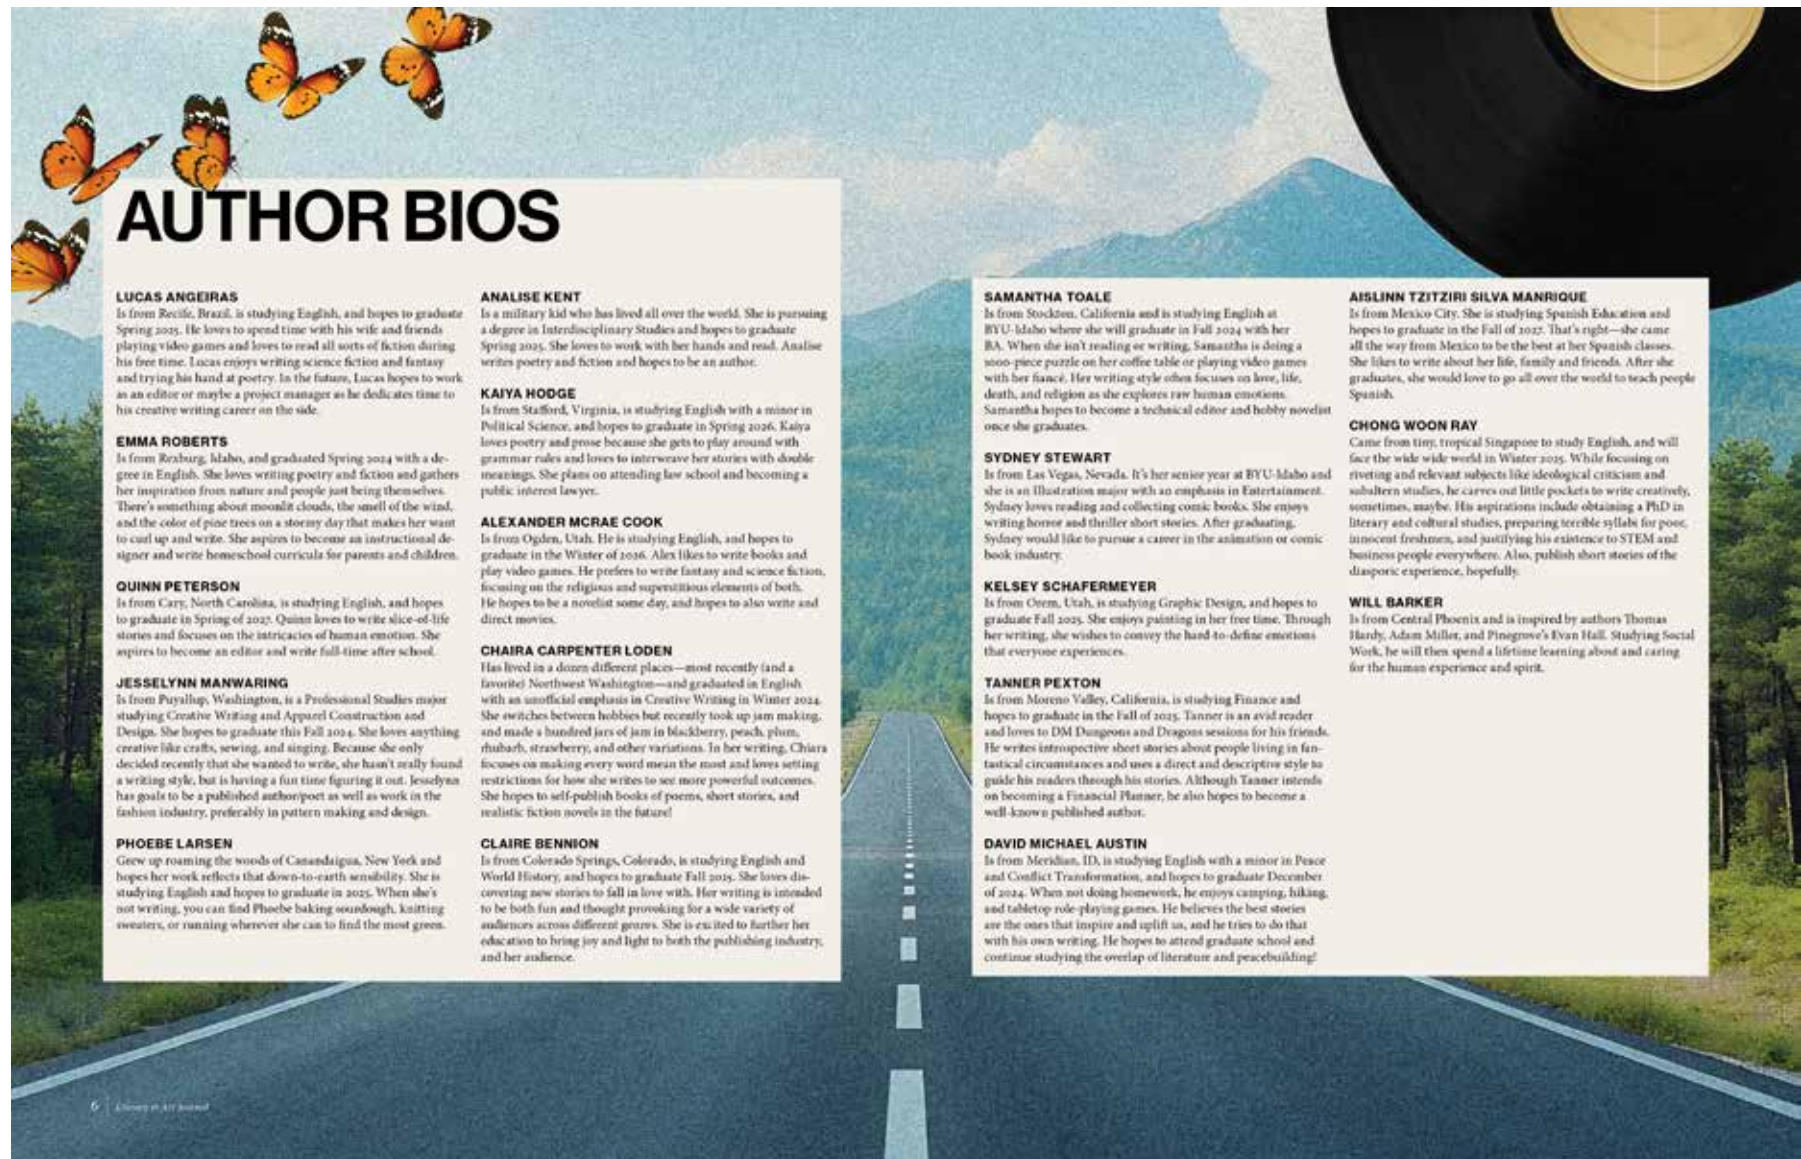 AUTHOR BIOS
LUCAS ANGEIRAS
Is from Recife, Brazil, is studying English, and hopes to graduate
Spring 2025. He loves to spend time with his wife and friends
playing video games and loves to read all sorts of fiction during
his free time. Lucas enjoys writing science fiction and fantasy
and trying his hand at poetry. In the future, Lucas hopes to work
as an editor or maybe a project manager as he dedicates time to
his creative writing career on the side.
EMMA ROBERTS
Is from Rexburg, Idaho, and graduated Spring 2024 with a de-
gree in English. She loves writing poetry and fiction and gathers
her inspiration from nature and people just being themselves.
There's something about moonlit clouds, the smell of the wind,
and the color of pine trees on a stormy day that makes her want
to curl up and write. She aspires to become an instructional de-
signer and write homeschool curricula for parents and children.
QUINN PETERSON
Is from Cary, North Carolina, is studying English, and hopes
to graduate in Spring of 2027. Quinn loves to write slice-of-life
stories and focuses on the intricacies of human emotion. She
aspires to become an editor and write full-time after school.
JESSELYNN MANWARING
Is from Puyallup, Washington, is a Professional Studies major
studying Creative Writing and Apparel Construction and
Design. She hopes to graduate this Fall 2024. She loves anything
creative like crafts, sewing, and singing. Because she only
decided recently that she wanted to write, she hasn't really found
a writing style, but is having a fun time figuring it out. Jesselynn
has goals to be a published author/poet as well as work in the
fashion industry, preferably in pattern making and design.
PHOEBE LARSEN
Grew up roaming the woods of Canandaigua, New York and
hopes her work reflects that down-to-earth sensibility. She is
studying English and hopes to graduate in 2025. When she's
not writing, you can find Phoebe baking sourdough, knitting
sweaters, or running wherever she can to find the most green.
ANALISE KENT
Is a military kid who has lived all over the world. She is pursuing
a degree in Interdisciplinary Studies and hopes to graduate
Spring 2025. She loves to work with her hands and read. Analise
writes poetry and fiction and hopes to be an author.
KAIYA HODGE
Is from Stafford, Virginia, is studying English with a minor in
Political Science, and hopes to graduate in Spring 2026. Kaiya
loves poetry and prose because she gets to play around with
grammar rules and loves to interweave her stories with double
meanings. She plans on attending law school and becoming a
public interest lawyer.
ALEXANDER MCRAE COOK
Is from Ogden, Utah. He is studying English, and hopes to
graduate in the Winter of 2026. Alex likes to write books and
play video games. He prefers to write fantasy and science fiction,
focusing on the religious and superstitious elements of both.
He hopes to be a novelist some day, and hopes to also write and
direct movies.
CHAIRA CARPENTER LODEN
Has lived in a dozen different places—most recently (and a
favorite) Northwest Washington—and graduated in English
with an unofficial emphasis in Creative Writing in Winter 2024.
She switches between hobbies but recently took up jam making,
and made a hundred jars of jam in blackberry, peach, plum,
rhubarb, strawberry, and other variations. In her writing, Chiara
focuses on making every word mean the most and loves setting
restrictions for how she writes to see more powerful outcomes.
She hopes to self-publish books of poems, short stories, and
realistic fiction novels in the future!
CLAIRE BENNION
Is from Colorado Springs, Colorado, is studying English and
World History, and hopes to graduate Fall 2025. She loves dis-
covering new stories to fall in love with. Her writing is intended
to be both fun and thought provoking for a wide variety of
audiences across different genres. She is excited to further her
education to bring joy and light to both the publishing industry,
and her audience.
SAMANTHA TOALE
Is from Stockton, California and is studying English at
BYU-Idaho where she will graduate in Fall 2024 with her
BA. When she isn't reading or writing, Samantha is doing a
1000-piece puzzle on her coffee table or playing video games
with her fiancé. Her writing style often focuses on love, life,
death, and religion as she explores raw human emotions.
Samantha hopes to become a technical editor and hobby novelist
once she graduates.
SYDNEY STEWART
Is from Las Vegas, Nevada. It's her senior year at BYU-Idaho and
she is an Illustration major with an emphasis in Entertainment.
Sydney loves reading and collecting comic books. She enjoys
writing horror and thriller short stories. After graduating,
Sydney would like to pursue a career in the animation or comic
book industry.
KELSEY SCHAFERMEYER
Is from Orem, Utah, is studying Graphic Design, and hopes to
graduate Fall 2025. She enjoys painting in her free time. Through
her writing, she wishes to convey the hard-to-define emotions
that everyone experiences.
TANNER PEXTON
Is from Moreno Valley, California, is studying Finance and
hopes to graduate in the Fall of 2025. Tanner is an avid reader
and loves to DM Dungeons and Dragons sessions for his friends.
He writes introspective short stories about people living in fan-
tastical circumstances and uses a direct and descriptive style to
guide his readers through his stories. Although Tanner intends
on becoming a Financial Planner, he also hopes to become a
well-known published author.
DAVID MICHAEL AUSTIN
Is from Meridian, ID, is studying English with a minor in Peace
and Conflict Transformation, and hopes to graduate December
of 2024. When not doing homework, he enjoys camping, hiking,
and tabletop role-playing games. He believes the best stories
are the ones that inspire and uplift us, and he tries to do that
with his own writing. He hopes to attend graduate school and
continue studying the overlap of literature and peacebuilding!
AISLINN TZITZIRI SILVA MANRIQUE
Is from Mexico City. She is studying Spanish Education and
hopes to graduate in the Fall of 2027. That's right—she came
all the way from Mexico to be the best at her Spanish classes.
She likes to write about her life, family and friends. After she
graduates, she would love to go all over the world to teach people
Spanish.
CHONG WOON RAY
Came from tiny, tropical Singapore to study English, and will
face the wide wide world in Winter 2025. While focusing on
riveting and relevant subjects like ideological criticism and
subaltern studies, he carves out little pockets to write creatively,
sometimes, maybe. His aspirations include obtaining a PhD in
literary and cultural studies, preparing terrible syllabi for poor,
innocent freshmen, and justifying his existence to STEM and
business people everywhere. Also, publish short stories of the
diasporic experience, hopefully.
WILL BARKER
Is from Central Phoenix and is inspired by authors Thomas
Hardy, Adam Miller, and Pinegrove's Evan Hall. Studying Social
Work, he will then spend a lifetime learning about and caring
for the human experience and spirit.
6 | Literary & Art Journal